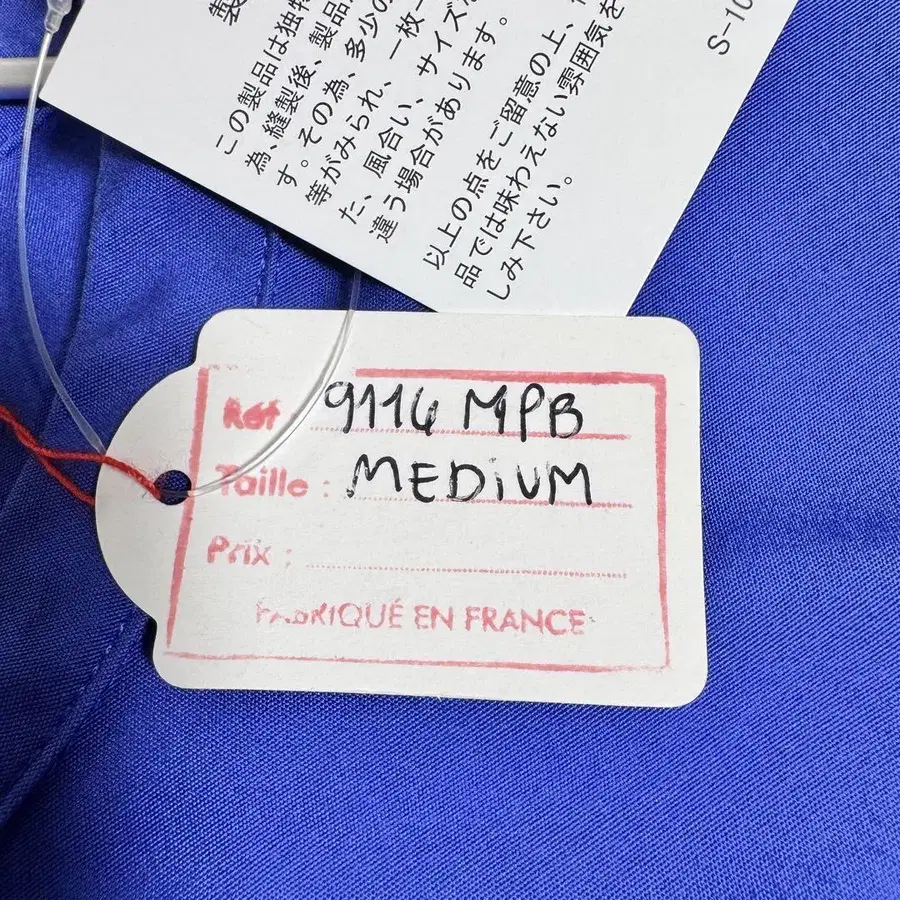 製
この製品は独特
為、縫製後、製品
す。その為、多少の
等がみられ、一枚一
た、風合い、サイズ
違う場合があります。
以上の点をご留意の上、
品では味わえない雰囲気を
しみ下さい。
S-10
Réf : 9114 MPB
Taille : MEDIUM
Prix :
FABRIQUÉ EN FRANCE